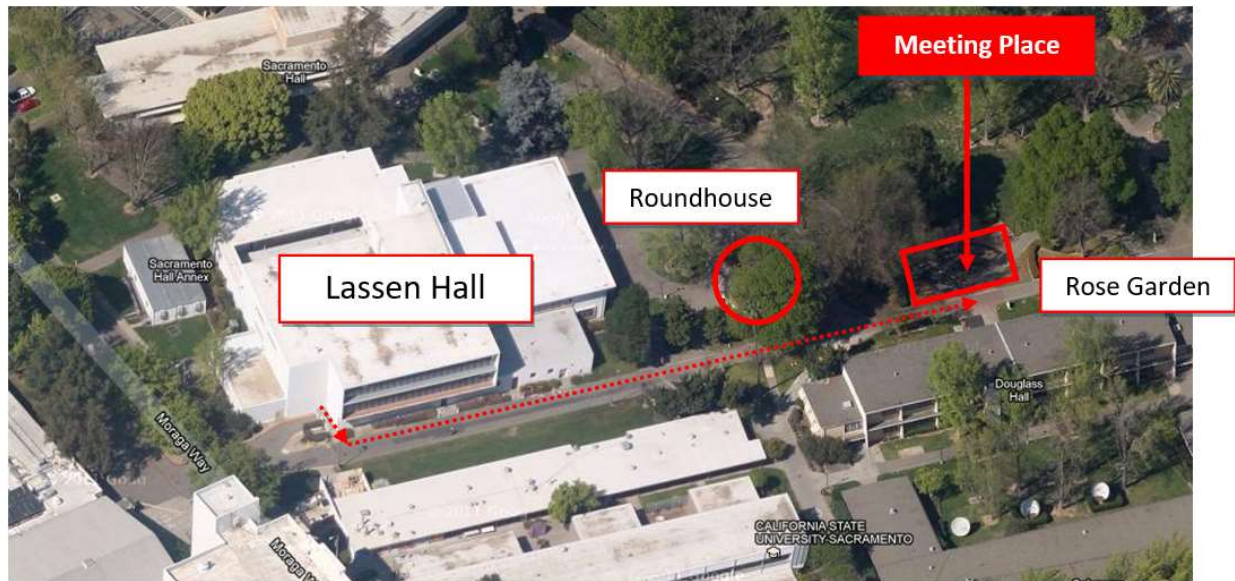 Meeting Place
Sacramento
Hall
Roundhouse
Lassen Hall
Sacramento
Hall Annex
Rose Garden
Douglass
Hall
Moraga Way
CALIFORNIA STATE
UNIVERSITY-SACRAMENTO